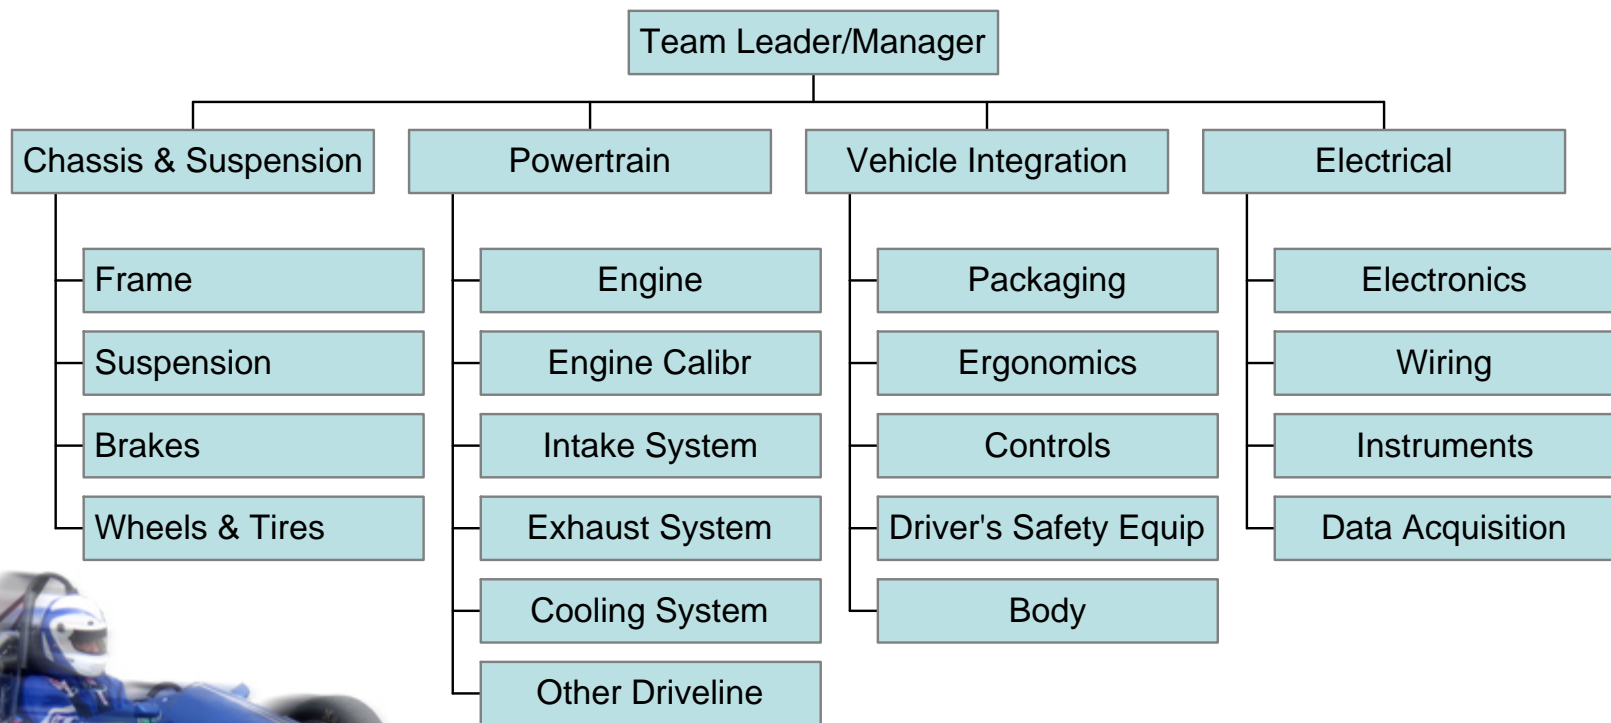 Team Leader/Manager
Chassis & Suspension
Powertrain
Vehicle Integration
Electrical
Frame
Engine
Packaging
Electronics
Suspension
Engine Calibr
Ergonomics
Wiring
Brakes
Intake System
Controls
Instruments
Wheels & Tires
Exhaust System
Driver's Safety Equip
Data Acquisition
Cooling System
Body
Other Driveline